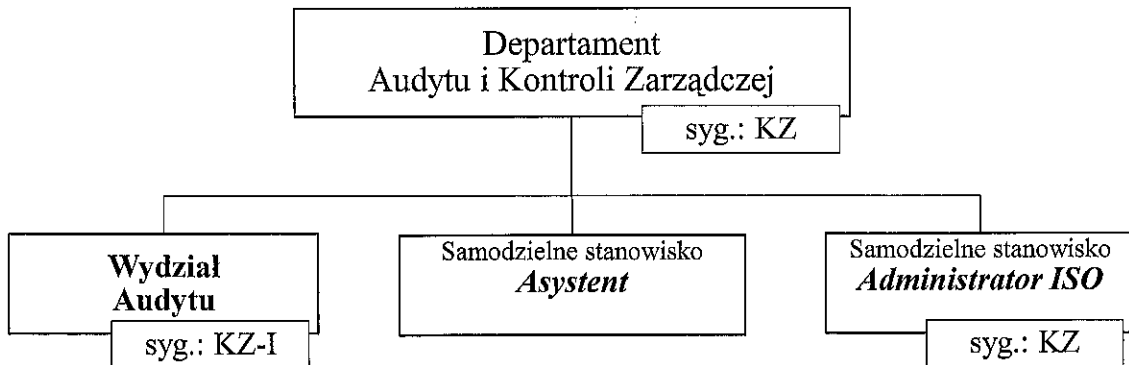 Departament
Audytu i Kontroli Zarządczej
syg.: KZ
Wydział
Audytu
syg.: KZ-I
Samodzielne stanowisko
Asystent
Samodzielne stanowisko
Administrator ISO
syg.: KZ